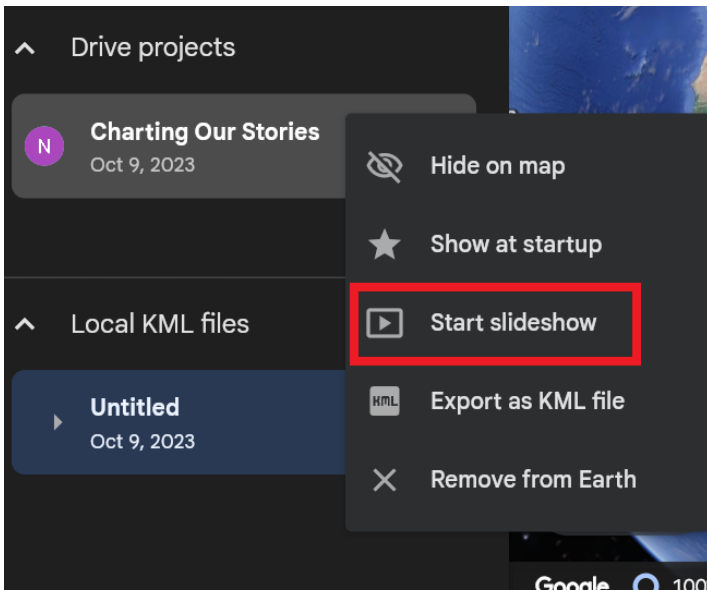 Drive projects
N
Charting Our Stories
Oct 9, 2023
Hide on map
Show at startup
Start slideshow
Local KML files
Untitled
Oct 9, 2023
KML
Export as KML file
Remove from Earth
Google 100